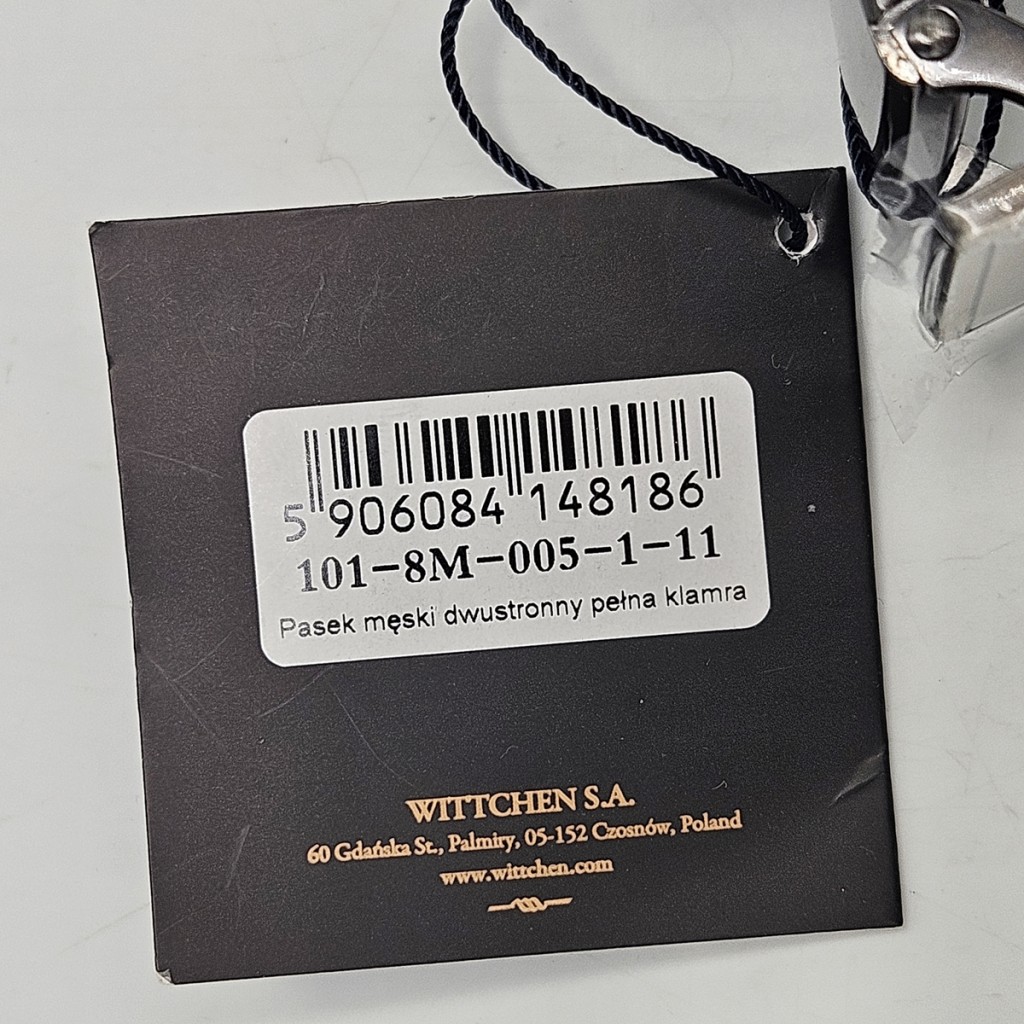 5 906084 148186
101-8M-005-1-11
Pasek męski dwustronny pełna klamra
WITTCHEN S.A.
60 Gdańska St., Palmiry, 05-152 Czosnów, Poland
www.wittchen.com